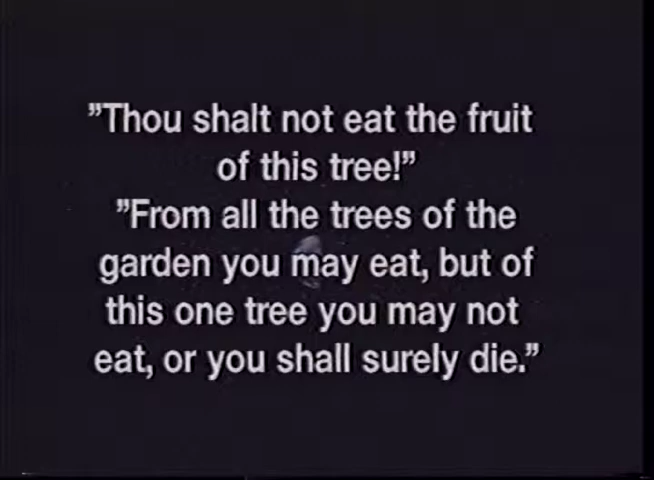 ”Thou shalt not eat the fruit
of this tree!”
”From all the trees of the
garden you may eat, but of
this one tree you may not
eat, or you shall surely die.”